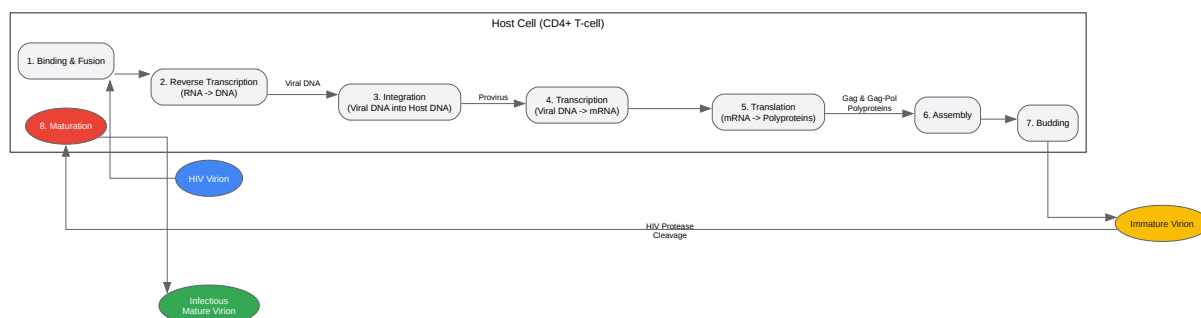 Host Cell (CD4+ T-cell)
1. Binding & Fusion
2. Reverse Transcription
(RNA -> DNA)
Viral DNA
3. Integration
(Viral DNA into Host DNA)
Provirus
4. Transcription
(Viral DNA -> mRNA)
5. Translation
(mRNA -> Polyproteins)
Gag & Gag-Pol
Polyproteins
6. Assembly
7. Budding
8. Maturation
HIV Virion
Immature Virion
HIV Protease
Cleavage
Infectious
Mature Virion